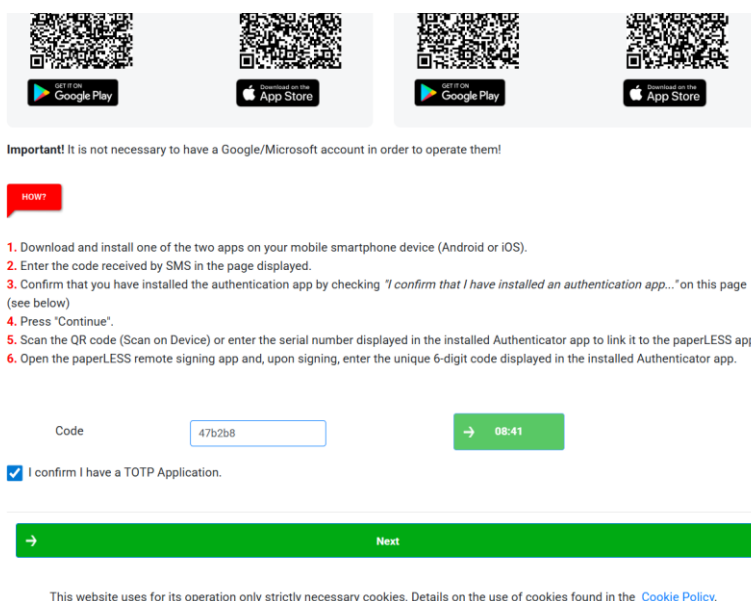 GET IT ON
Google Play
Download on the
App Store
GET IT ON
Google Play
Download on the
App Store
Important! It is not necessary to have a Google/Microsoft account in order to operate them!
HOW?
1. Download and install one of the two apps on your mobile smartphone device (Android or iOS).
2. Enter the code received by SMS in the page displayed.
3. Confirm that you have installed the authentication app by checking "I confirm that I have installed an authentication app..." on this page
(see below)
4. Press "Continue".
5. Scan the QR code (Scan on Device) or enter the serial number displayed in the installed Authenticator app to link it to the paperLESS app
6. Open the paperLESS remote signing app and, upon signing, enter the unique 6-digit code displayed in the installed Authenticator app.
Code
47b2b8
08:41
I confirm I have a TOTP Application.
Next
This website uses for its operation only strictly necessary cookies. Details on the use of cookies found in the Cookie Policy.